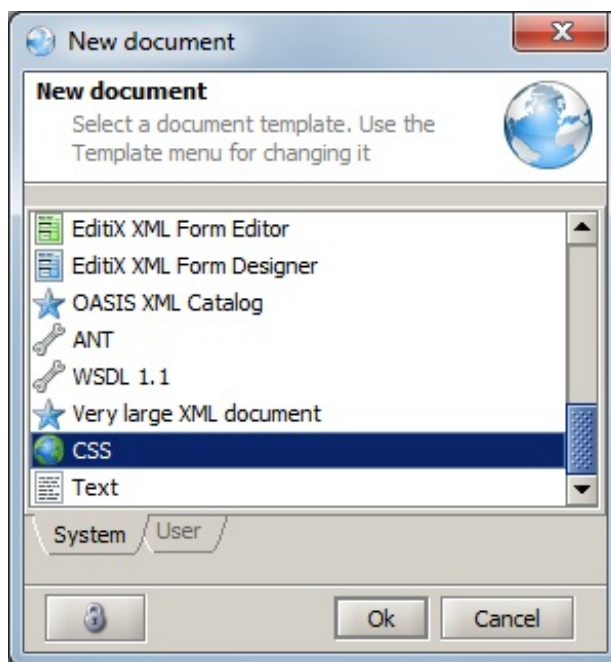 New document
New document
Select a document template. Use the
Template menu for changing it
EditiX XML Form Editor
EditiX XML Form Designer
OASIS XML Catalog
ANT
WSDL 1.1
Very large XML document
CSS
Text
System
User
Ok
Cancel